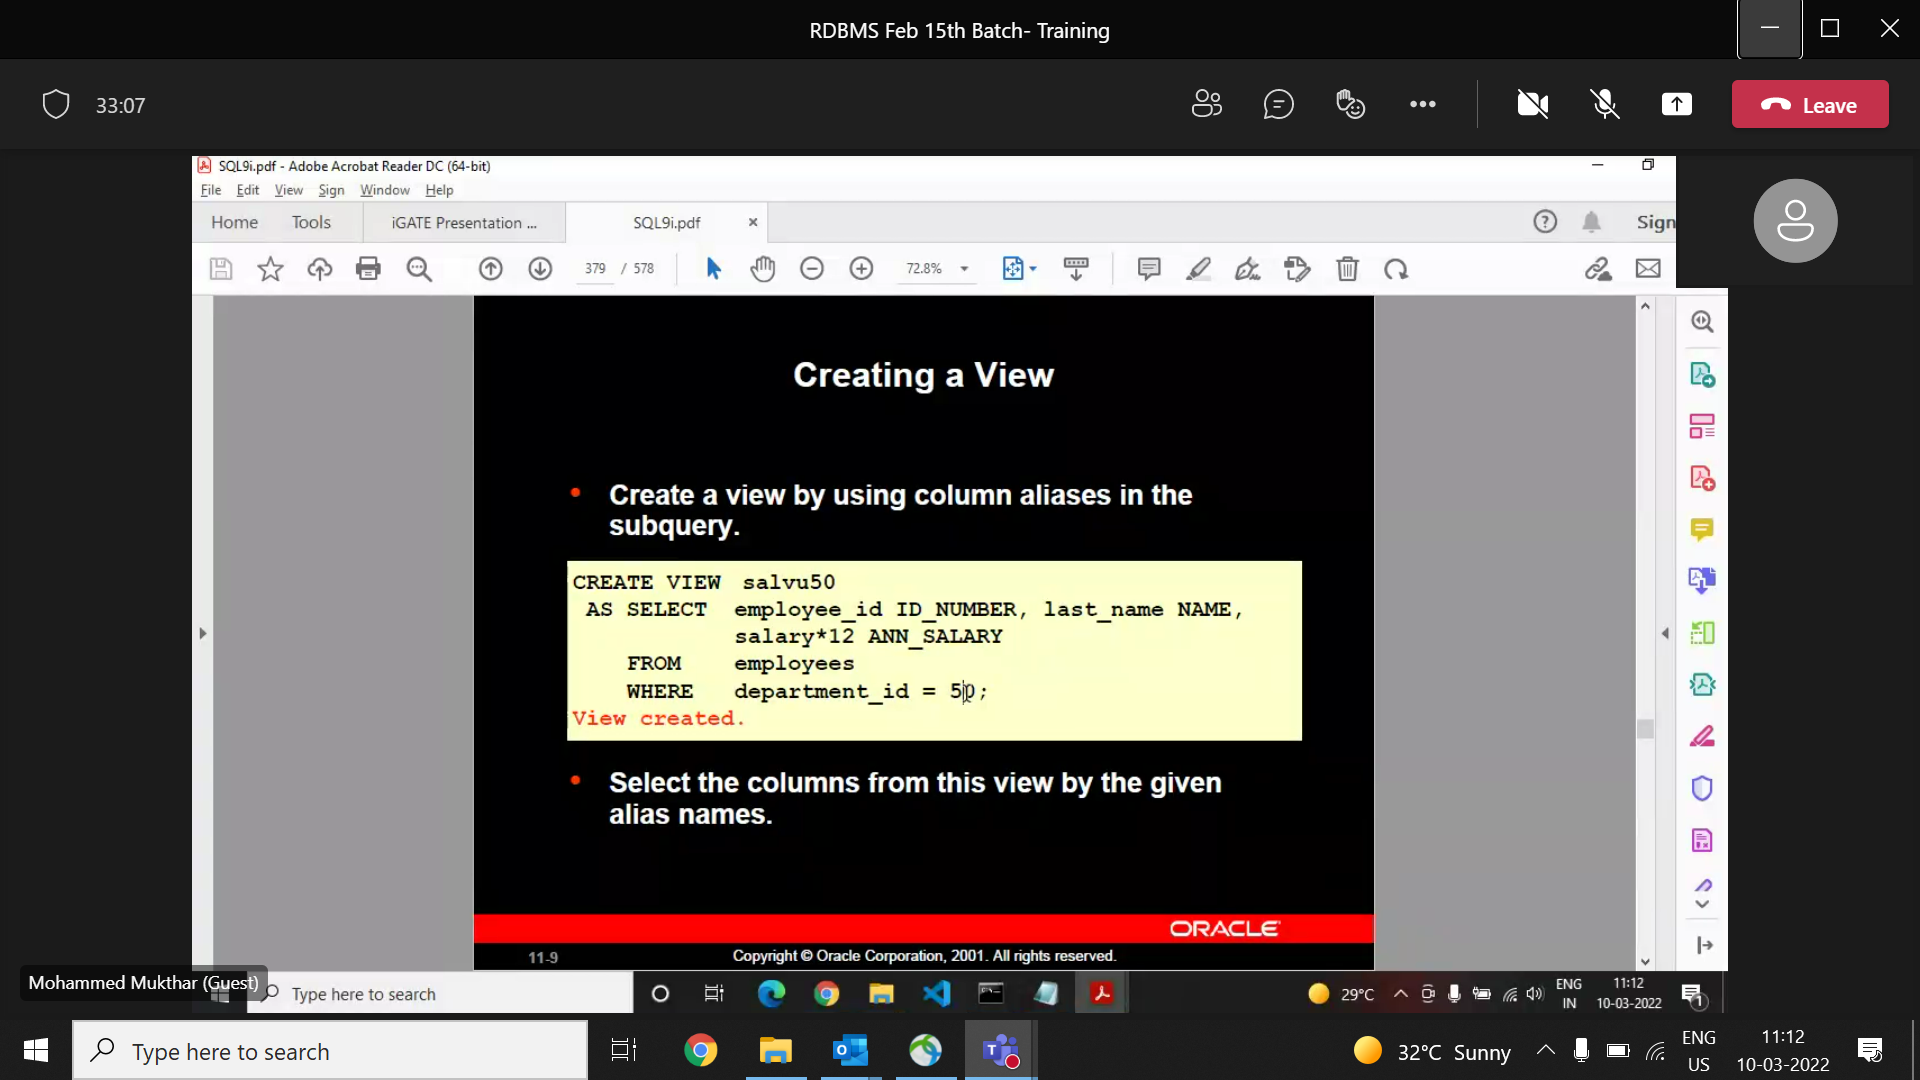 RDBMS Feb 15th Batch- Training
33:07
Leave
SQL9i.pdf - Adobe Acrobat Reader DC (64-bit)
File Edit View Sign Window Help
Home Tools iGATE Presentation ... SQL9i.pdf Sign
379 / 578 72.8%
Creating a View
• Create a view by using column aliases in the
subquery.
CREATE VIEW salvu50
AS SELECT employee_id ID_NUMBER, last_name NAME,
salary*12 ANN_SALARY
FROM employees
WHERE department_id = 50;
View created.
• Select the columns from this view by the given
alias names.
ORACLE
11-9 Copyright © Oracle Corporation, 2001. All rights reserved.
Mohammed Mukthar (Guest)
Type here to search
29°C
ENG
IN
11:12
10-03-2022
1
Type here to search
32°C Sunny
ENG
US
11:12
10-03-2022